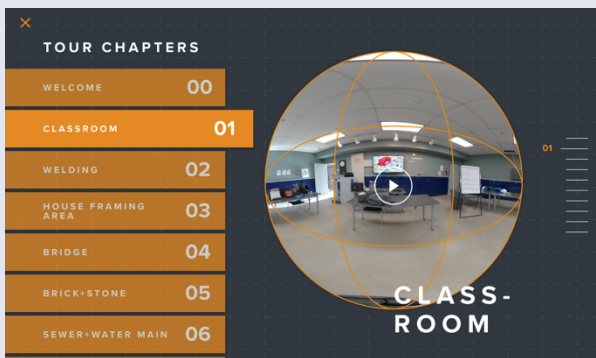 TOUR CHAPTERS
WELCOME 00
CLASSROOM 01
WELDING 02
HOUSE FRAMING
AREA 03
BRIDGE 04
BRICK+STONE 05
SEWER+WATER MAIN 06
01
CLASS-
ROOM